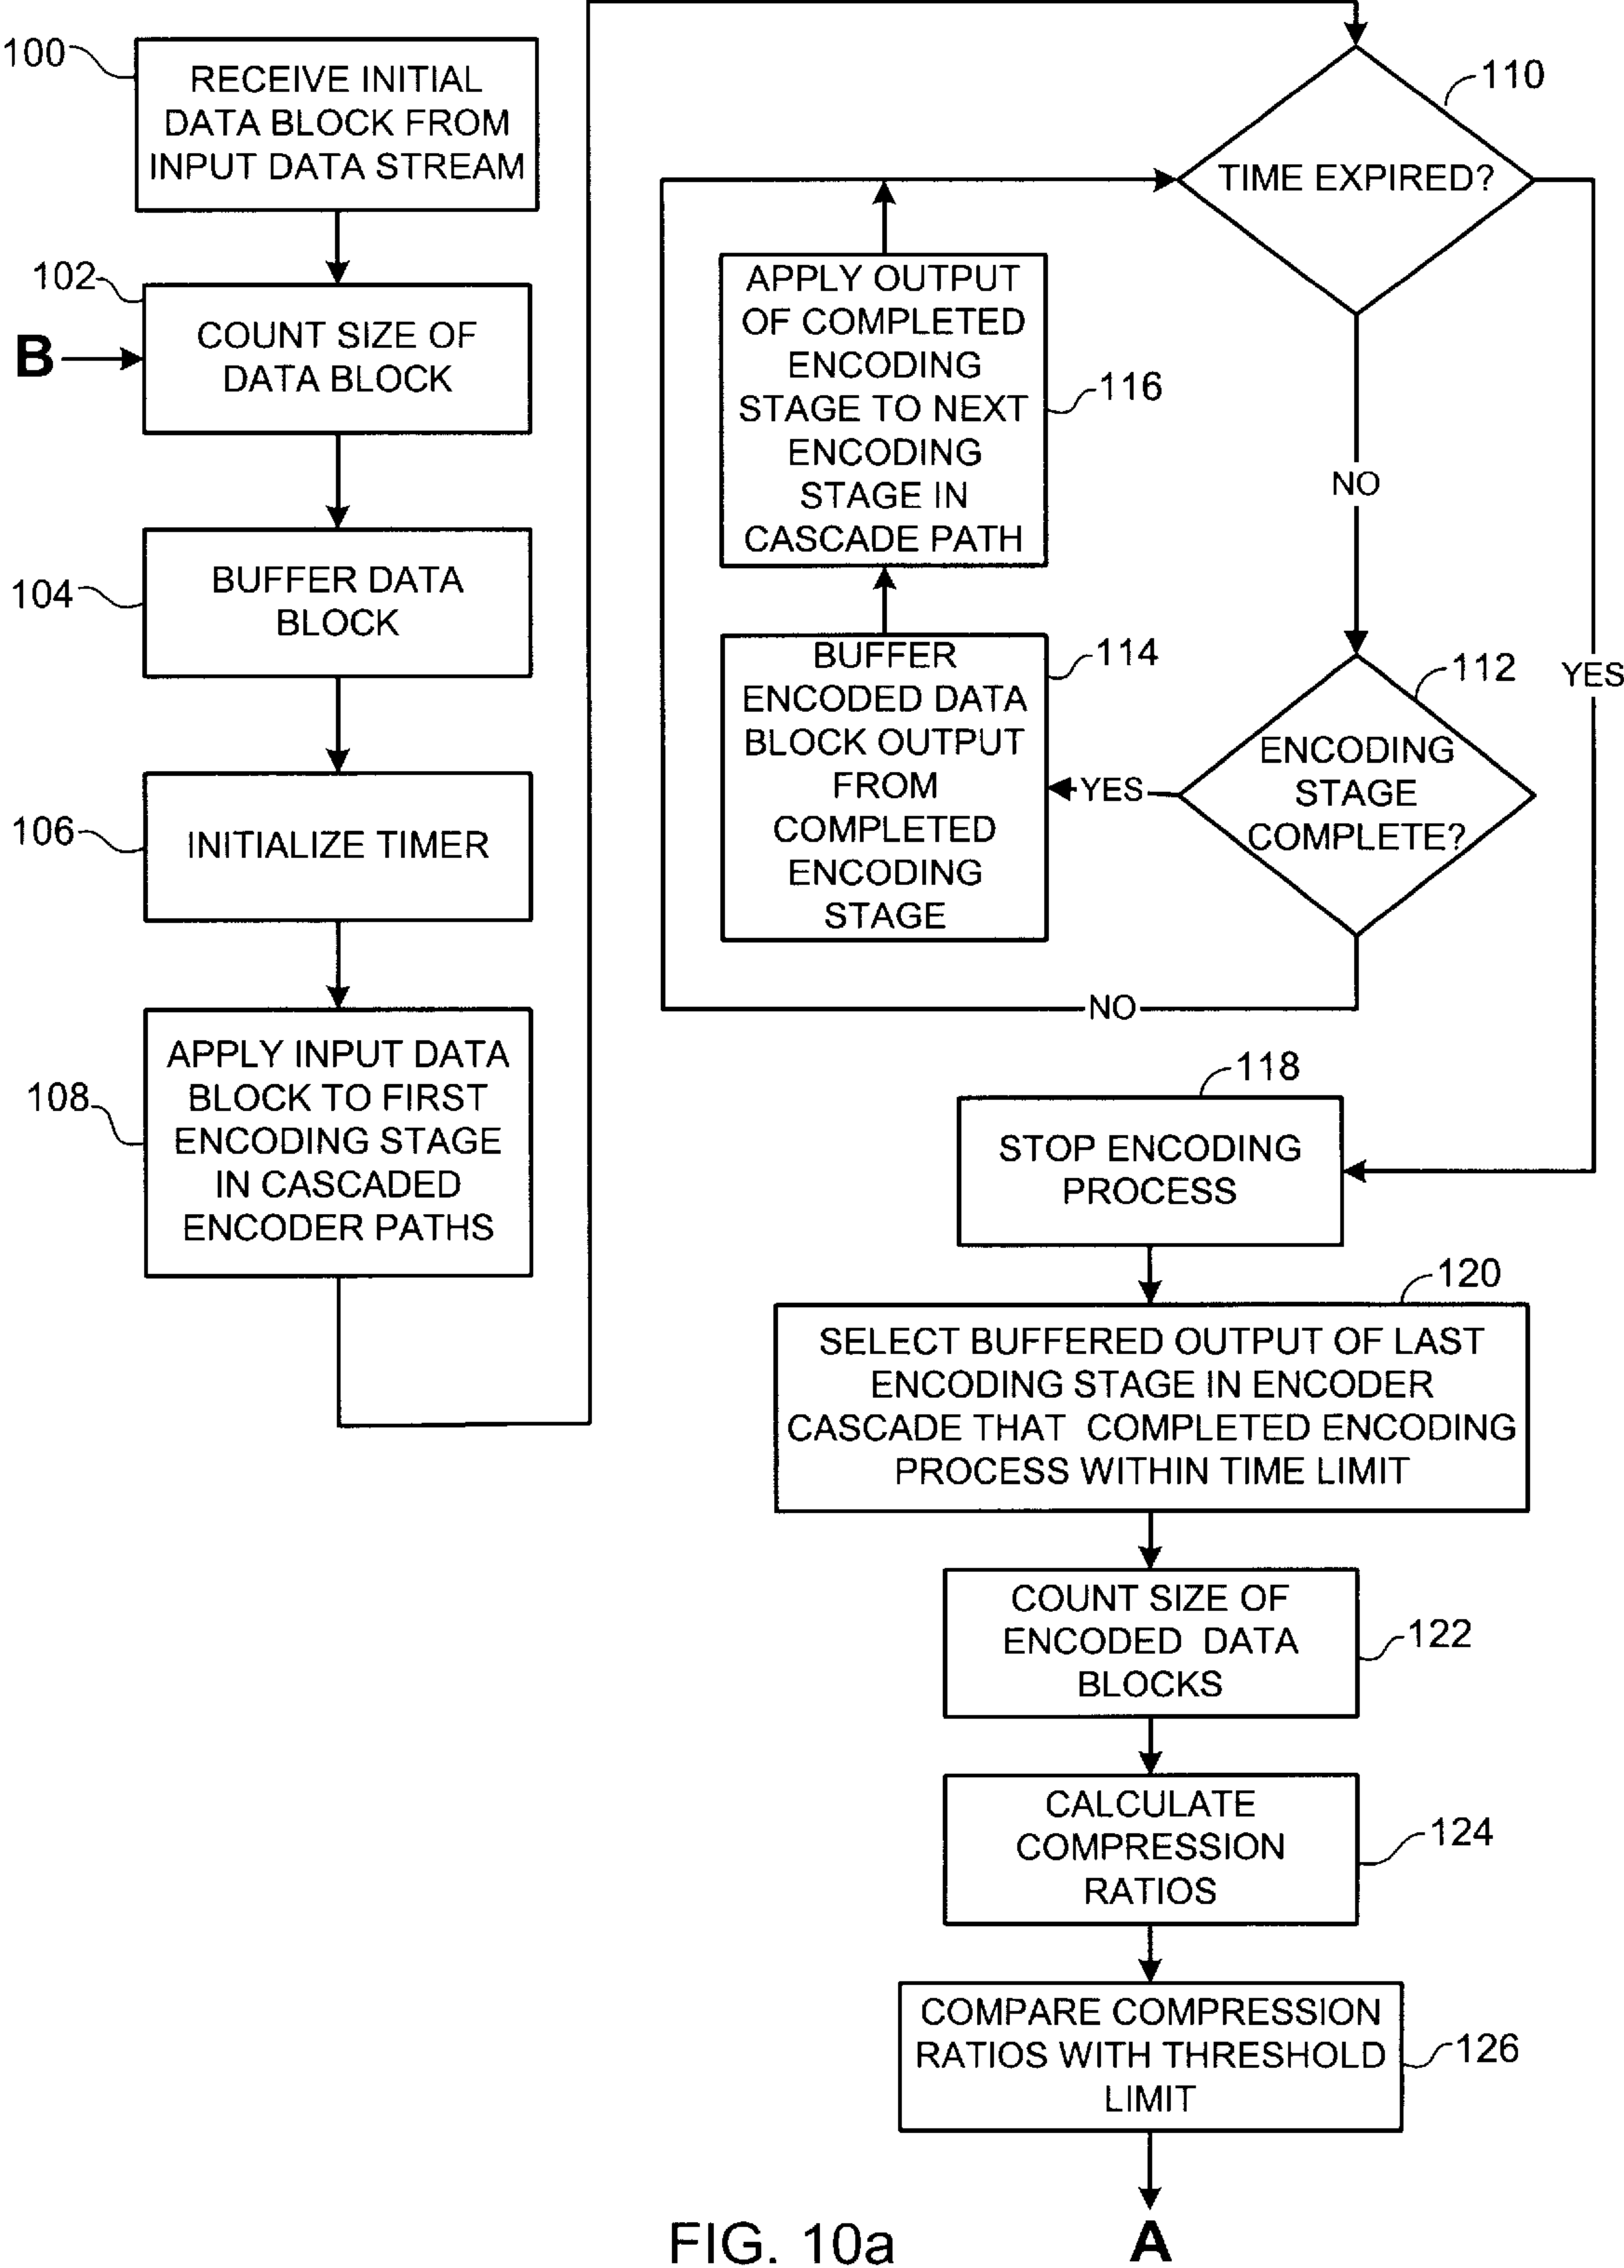 100
RECEIVE INITIAL
DATA BLOCK FROM
INPUT DATA STREAM
102
B
COUNT SIZE OF
DATA BLOCK
104
BUFFER DATA
BLOCK
106
INITIALIZE TIMER
108
APPLY INPUT DATA
BLOCK TO FIRST
ENCODING STAGE
IN CASCADED
ENCODER PATHS
110
TIME EXPIRED?
NO
YES
112
ENCODING
STAGE
COMPLETE?
YES
NO
114
BUFFER
ENCODED DATA
BLOCK OUTPUT
FROM
COMPLETED
ENCODING
STAGE
116
APPLY OUTPUT
OF COMPLETED
ENCODING
STAGE TO NEXT
ENCODING
STAGE IN
CASCADE PATH
118
STOP ENCODING
PROCESS
120
SELECT BUFFERED OUTPUT OF LAST
ENCODING STAGE IN ENCODER
CASCADE THAT COMPLETED ENCODING
PROCESS WITHIN TIME LIMIT
122
COUNT SIZE OF
ENCODED DATA
BLOCKS
124
CALCULATE
COMPRESSION
RATIOS
126
COMPARE COMPRESSION
RATIOS WITH THRESHOLD
LIMIT
A
FIG. 10a